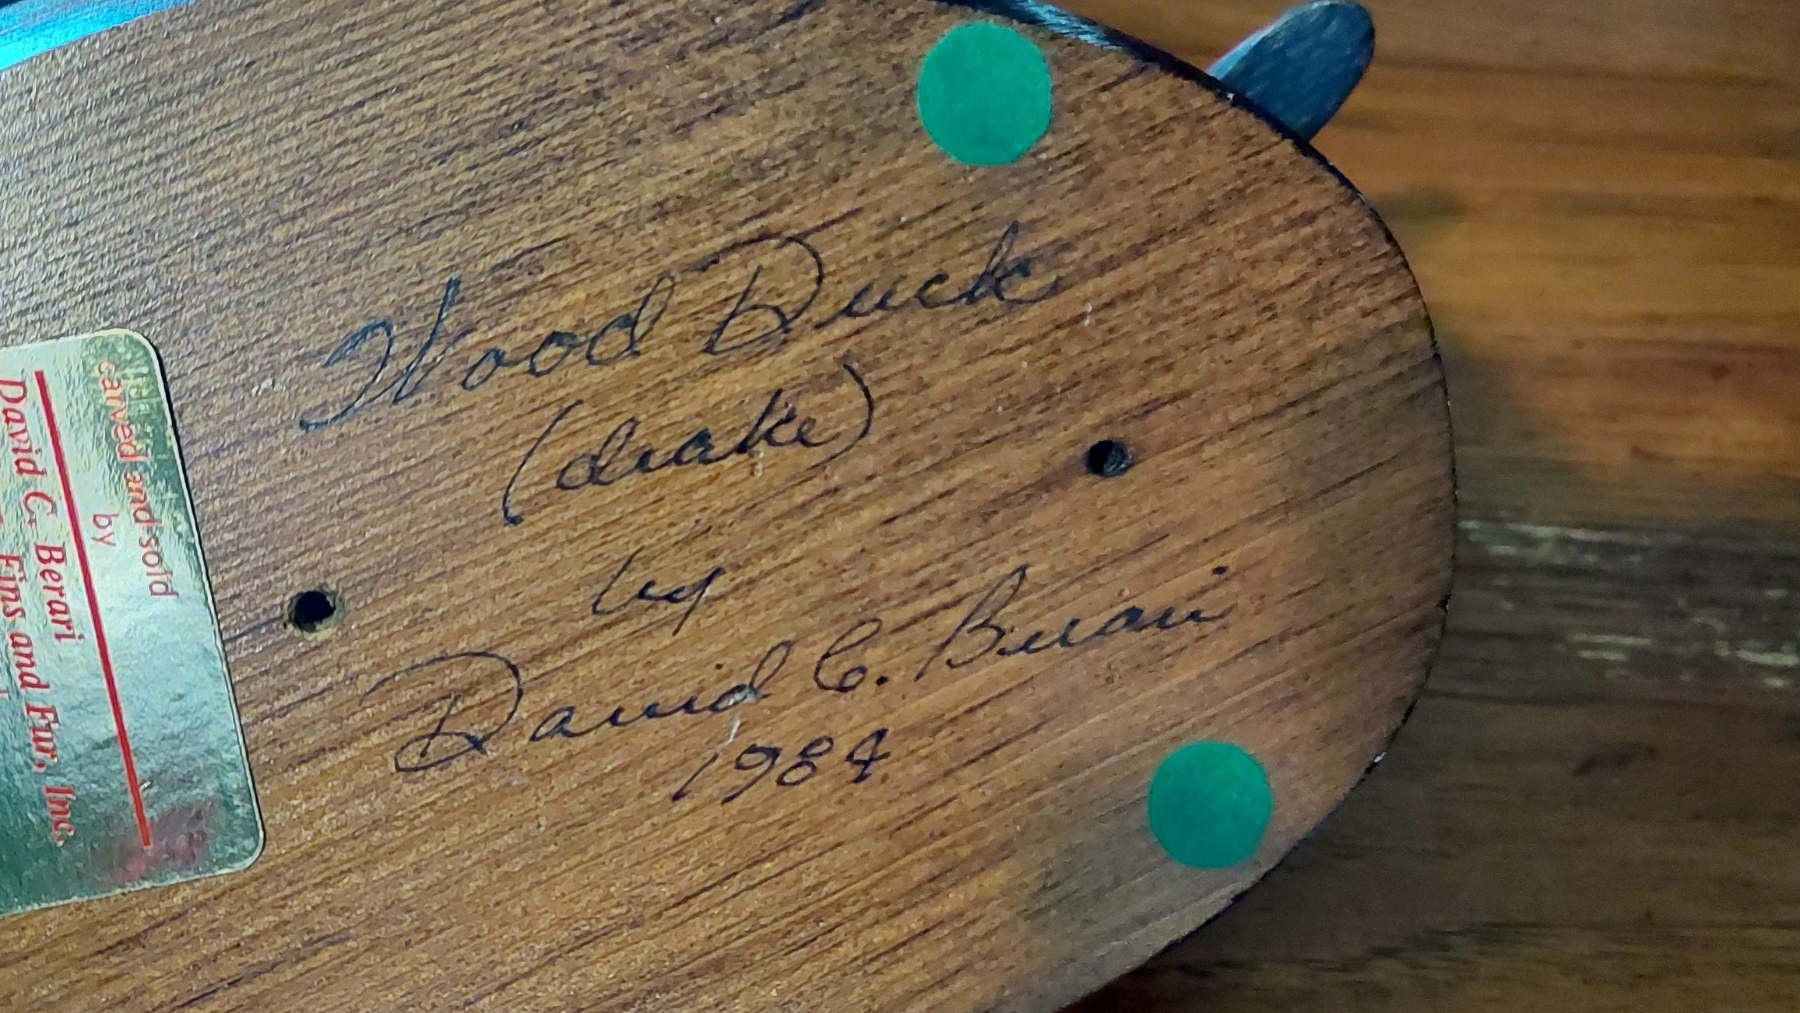 Wood Duck
(drake)
by
David C. Berari
1984
carved and sold
by
David C. Berari
Fins and Fur, Inc.